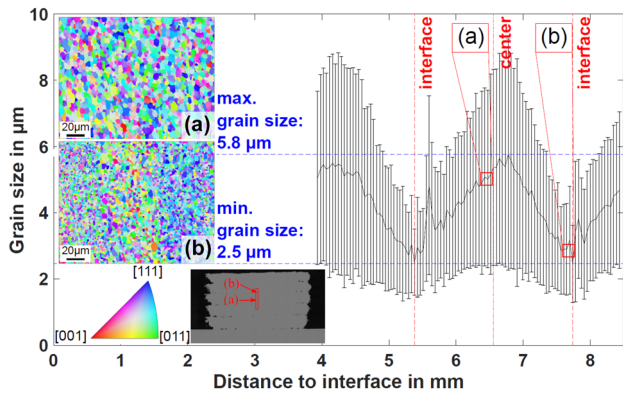 10
8
6
4
2
0
Grain size in µm
20µm
(a)
20µm
(b)
max.
grain size:
5.8 µm
min.
grain size:
2.5 µm
[111]
[001]
[011]
(b)
(a)
(a)
(b)
interface
center
interface
0 1 2 3 4 5 6 7 8
Distance to interface in mm